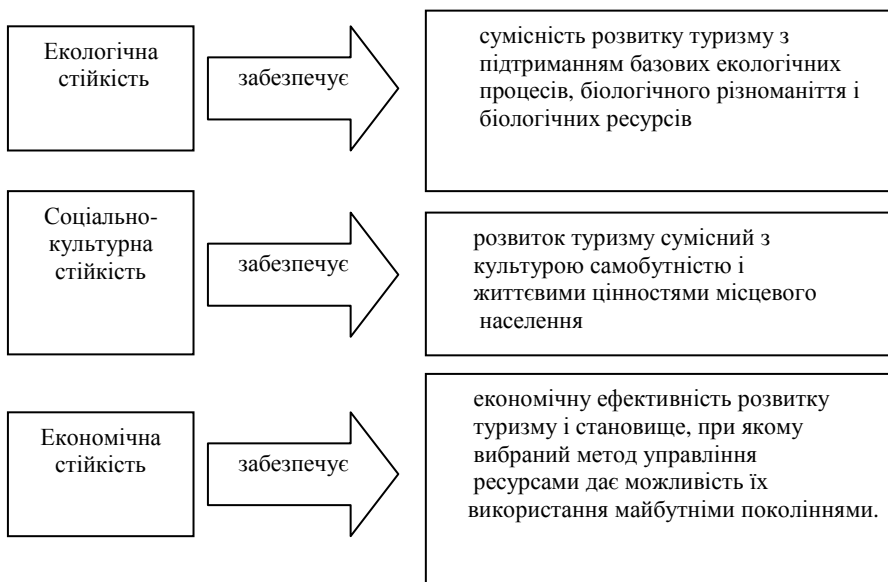 Екологічна
стійкість
забезпечує
сумісність розвитку туризму з
підтриманням базових екологічних
процесів, біологічного різноманіття і
біологічних ресурсів
Соціально-
культурна
стійкість
забезпечує
розвиток туризму сумісний з
культурою самобутністю і
життєвими цінностями місцевого
населення
Економічна
стійкість
забезпечує
економічну ефективність розвитку
туризму і становище, при якому
вибраний метод управління
ресурсами дає можливість їх
використання майбутніми поколіннями.